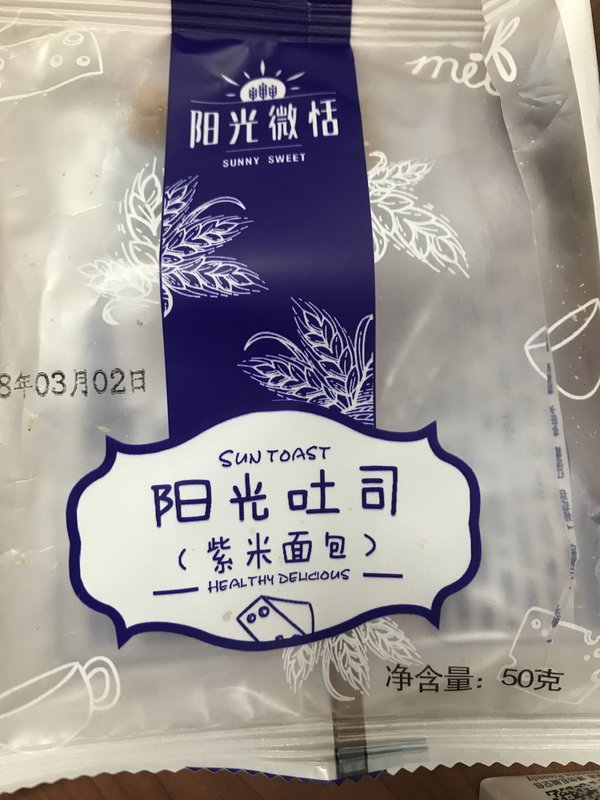 阳光微恬
SUNNY SWEET
8年03月02日
SUN TOAST
阳光吐司
（紫米面包）
HEALTHY DELICIOUS
净含量：50克